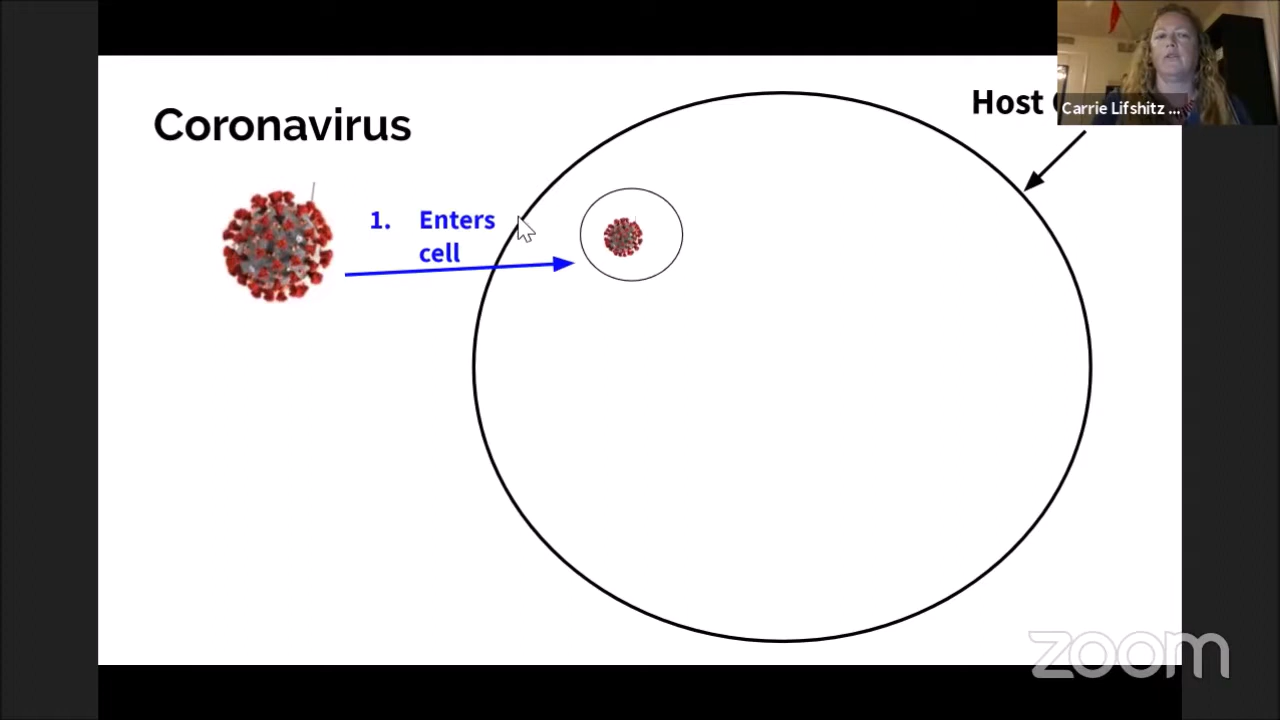 Coronavirus
Host
Carrie Lifshitz ...
1. Enters
cell
zoom